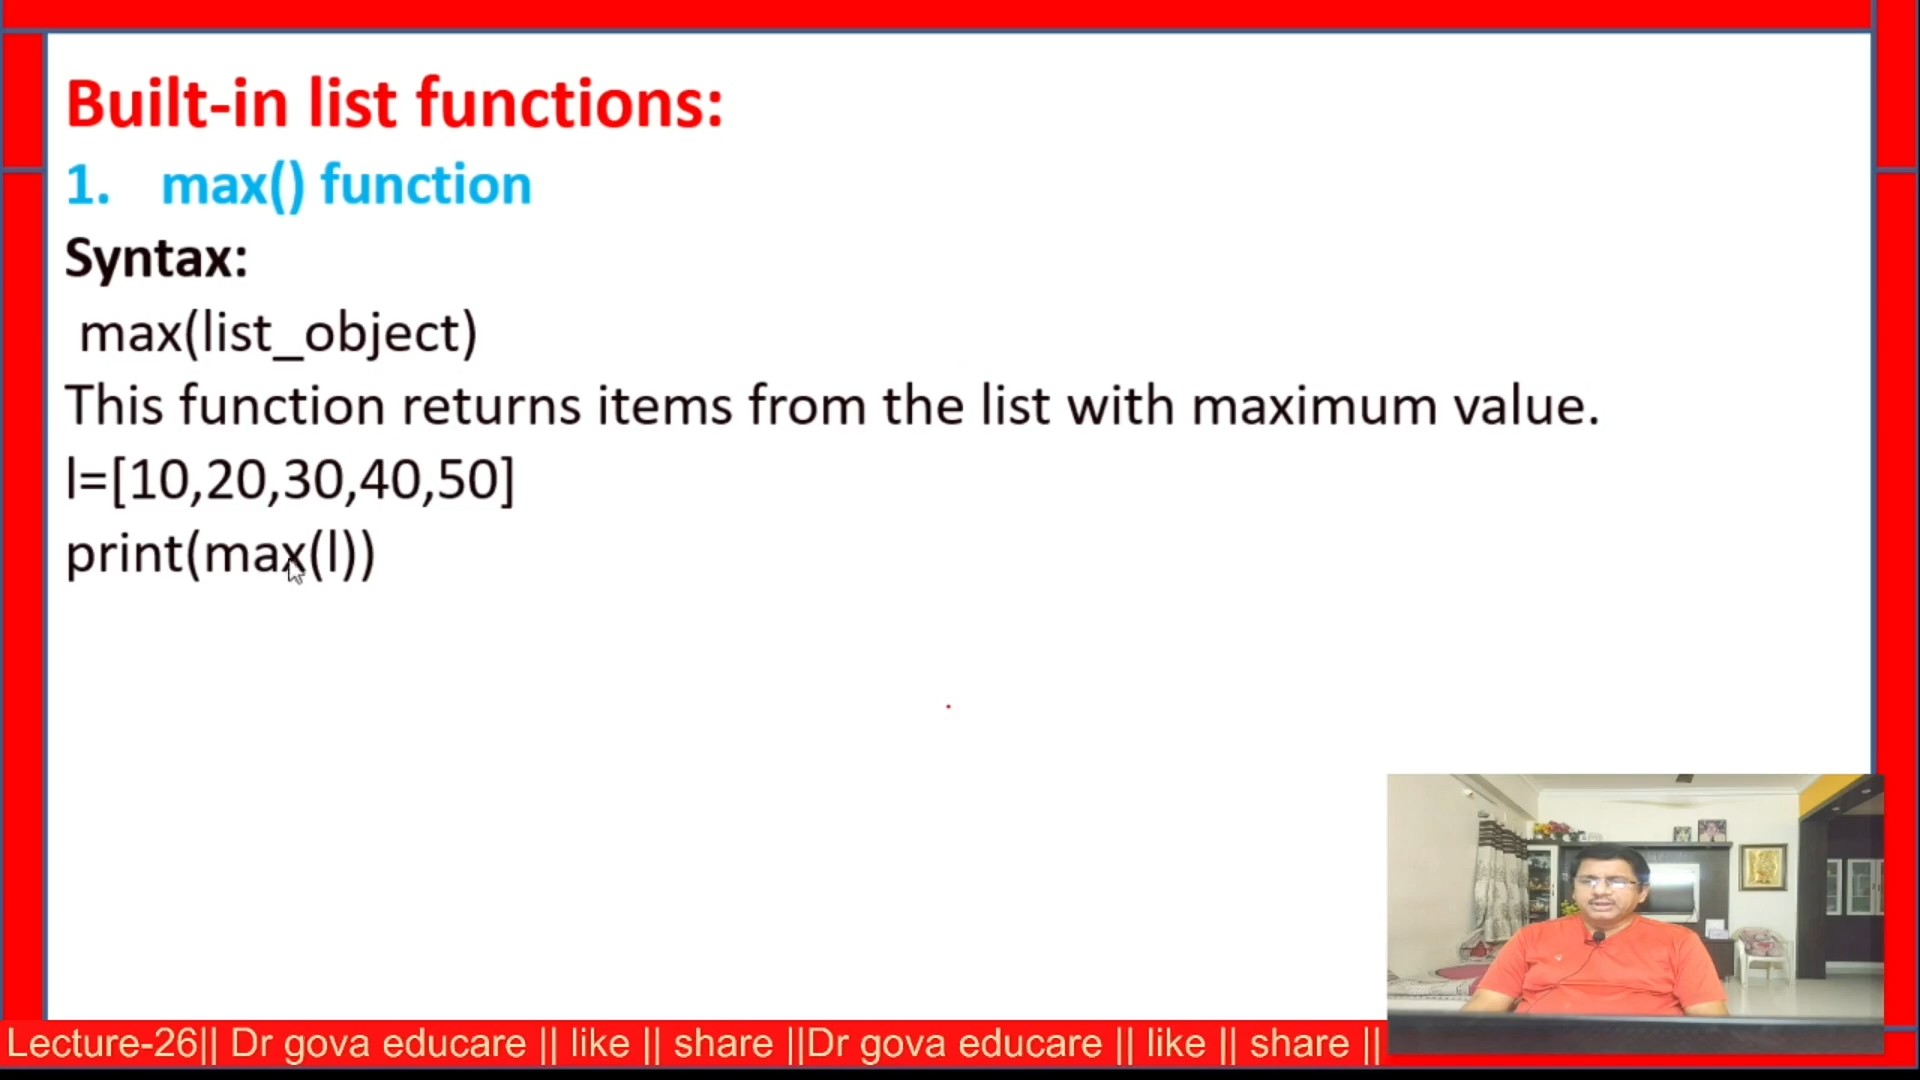 Built-in list functions:
1. max() function
Syntax:
max(list_object)
This function returns items from the list with maximum value.
l=[10,20,30,40,50]
print(max(l))
Lecture-26|| Dr gova educare || like || share ||Dr gova educare || like || share ||